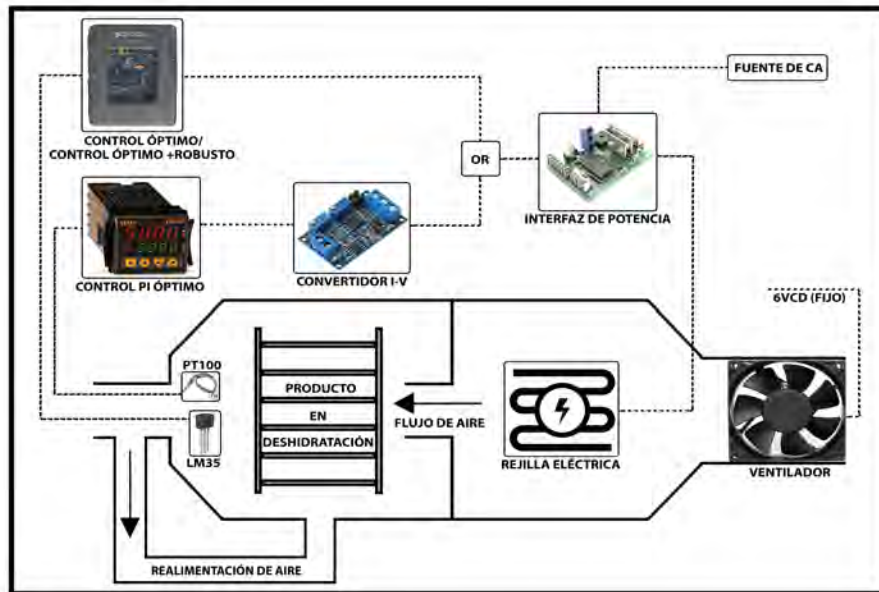 FUENTE DE CA
CONTROL ÓPTIMO/
CONTROL ÓPTIMO +ROBUSTO
OR
INTERFAZ DE POTENCIA
CONTROL PI ÓPTIMO
CONVERTIDOR I-V
6VCD (FIJO)
PT100
PRODUCTO
EN
DESHIDRATACIÓN
FLUJO DE AIRE
LM35
REJILLA ELÉCTRICA
VENTILADOR
REALIMENTACIÓN DE AIRE